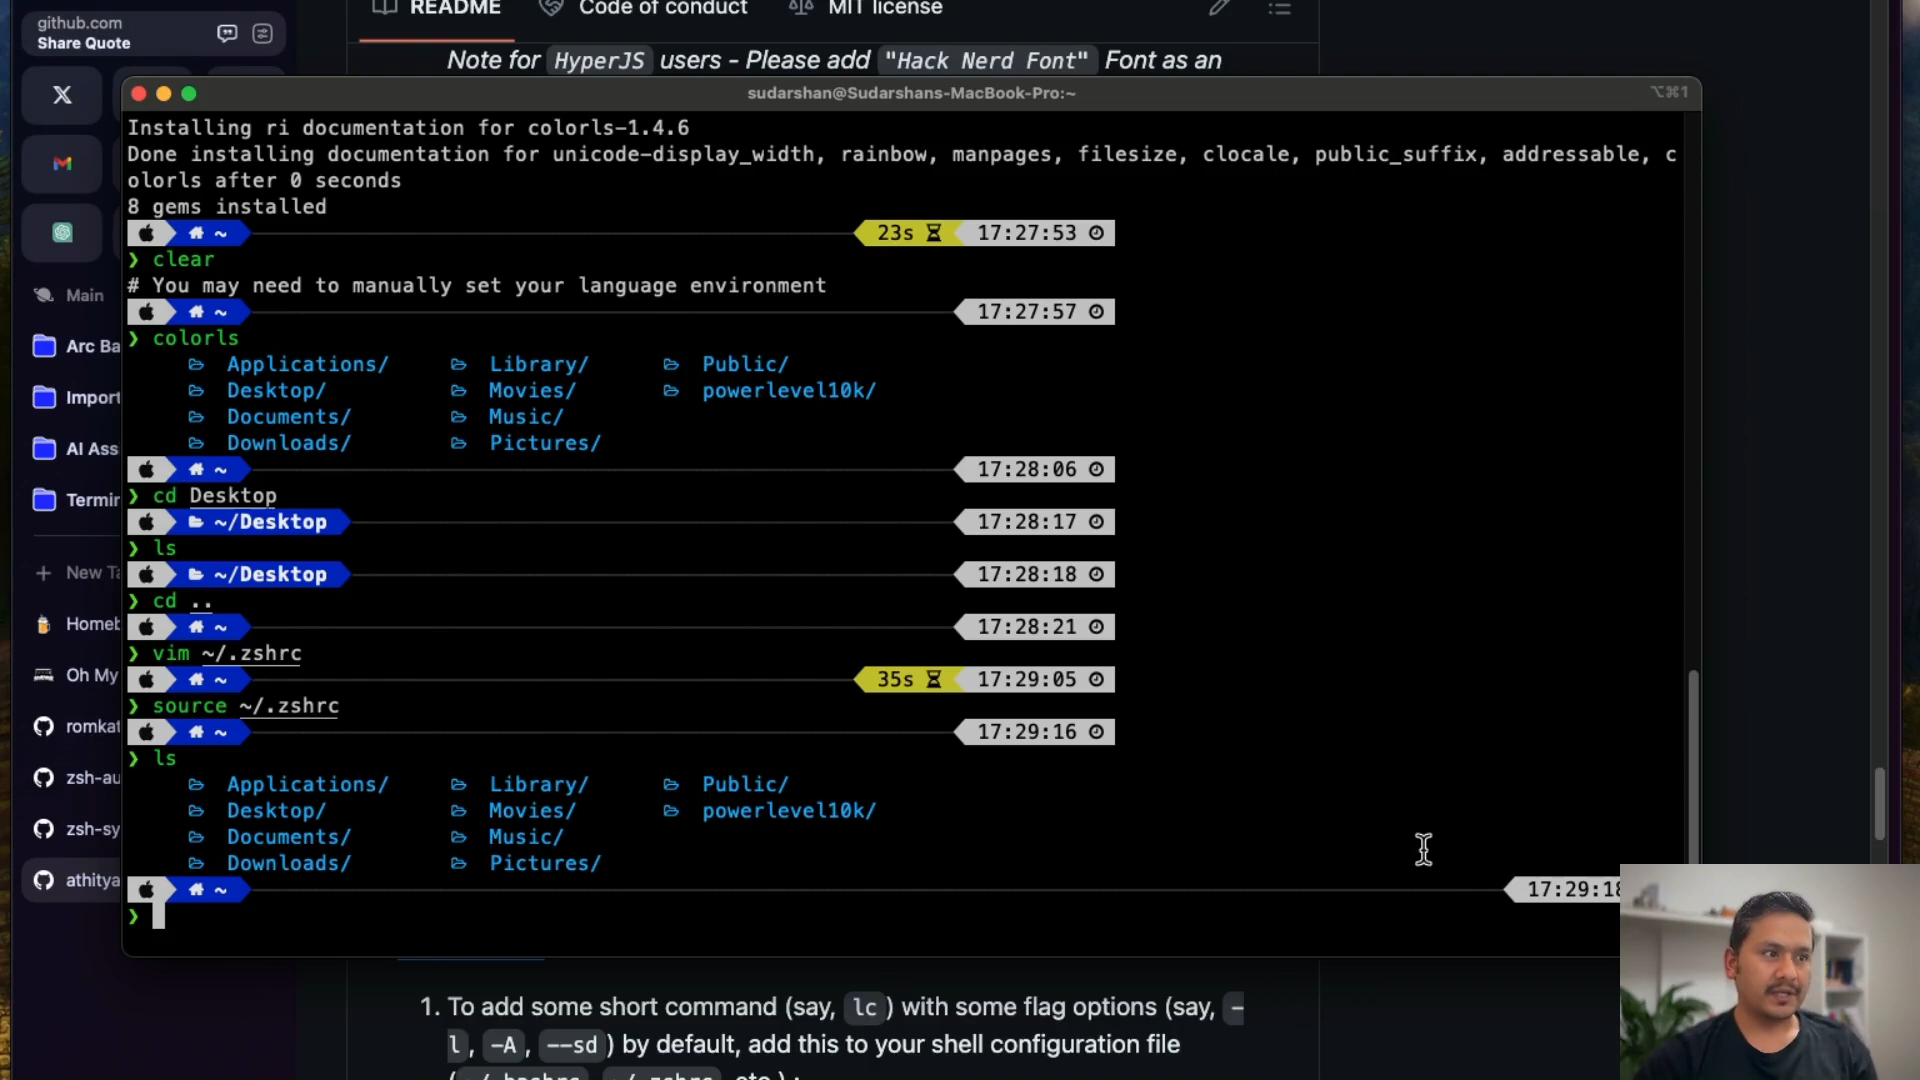 github.com
Share Quote
README
Code of conduct
MIT license
Note for HyperJS users - Please add "Hack Nerd Font" Font as an
sudarshan@Sudarshans-MacBook-Pro:~
⌥⌘1
Installing ri documentation for colorls-1.4.6
Done installing documentation for unicode-display_width, rainbow, manpages, filesize, clocale, public_suffix, addressable, c
olorls after 0 seconds
8 gems installed
~ 23s 17:27:53
❯ clear
# You may need to manually set your language environment
~ 17:27:57
❯ colorls
Applications/ Library/ Public/
Desktop/ Movies/ powerlevel10k/
Documents/ Music/
Downloads/ Pictures/
~ 17:28:06
❯ cd Desktop
~/Desktop 17:28:17
❯ ls
~/Desktop 17:28:18
❯ cd ..
~ 17:28:21
❯ vim ~/.zshrc
~ 35s 17:29:05
❯ source ~/.zshrc
~ 17:29:16
❯ ls
Applications/ Library/ Public/
Desktop/ Movies/ powerlevel10k/
Documents/ Music/
Downloads/ Pictures/
~ 17:29:18
❯
Main
Arc Ba
Import
AI Ass
Termin
+ New Ta
Homeb
Oh My
romkat
zsh-au
zsh-sy
athitya
1. To add some short command (say, lc ) with some flag options (say, -
l , -A , --sd ) by default, add this to your shell configuration file